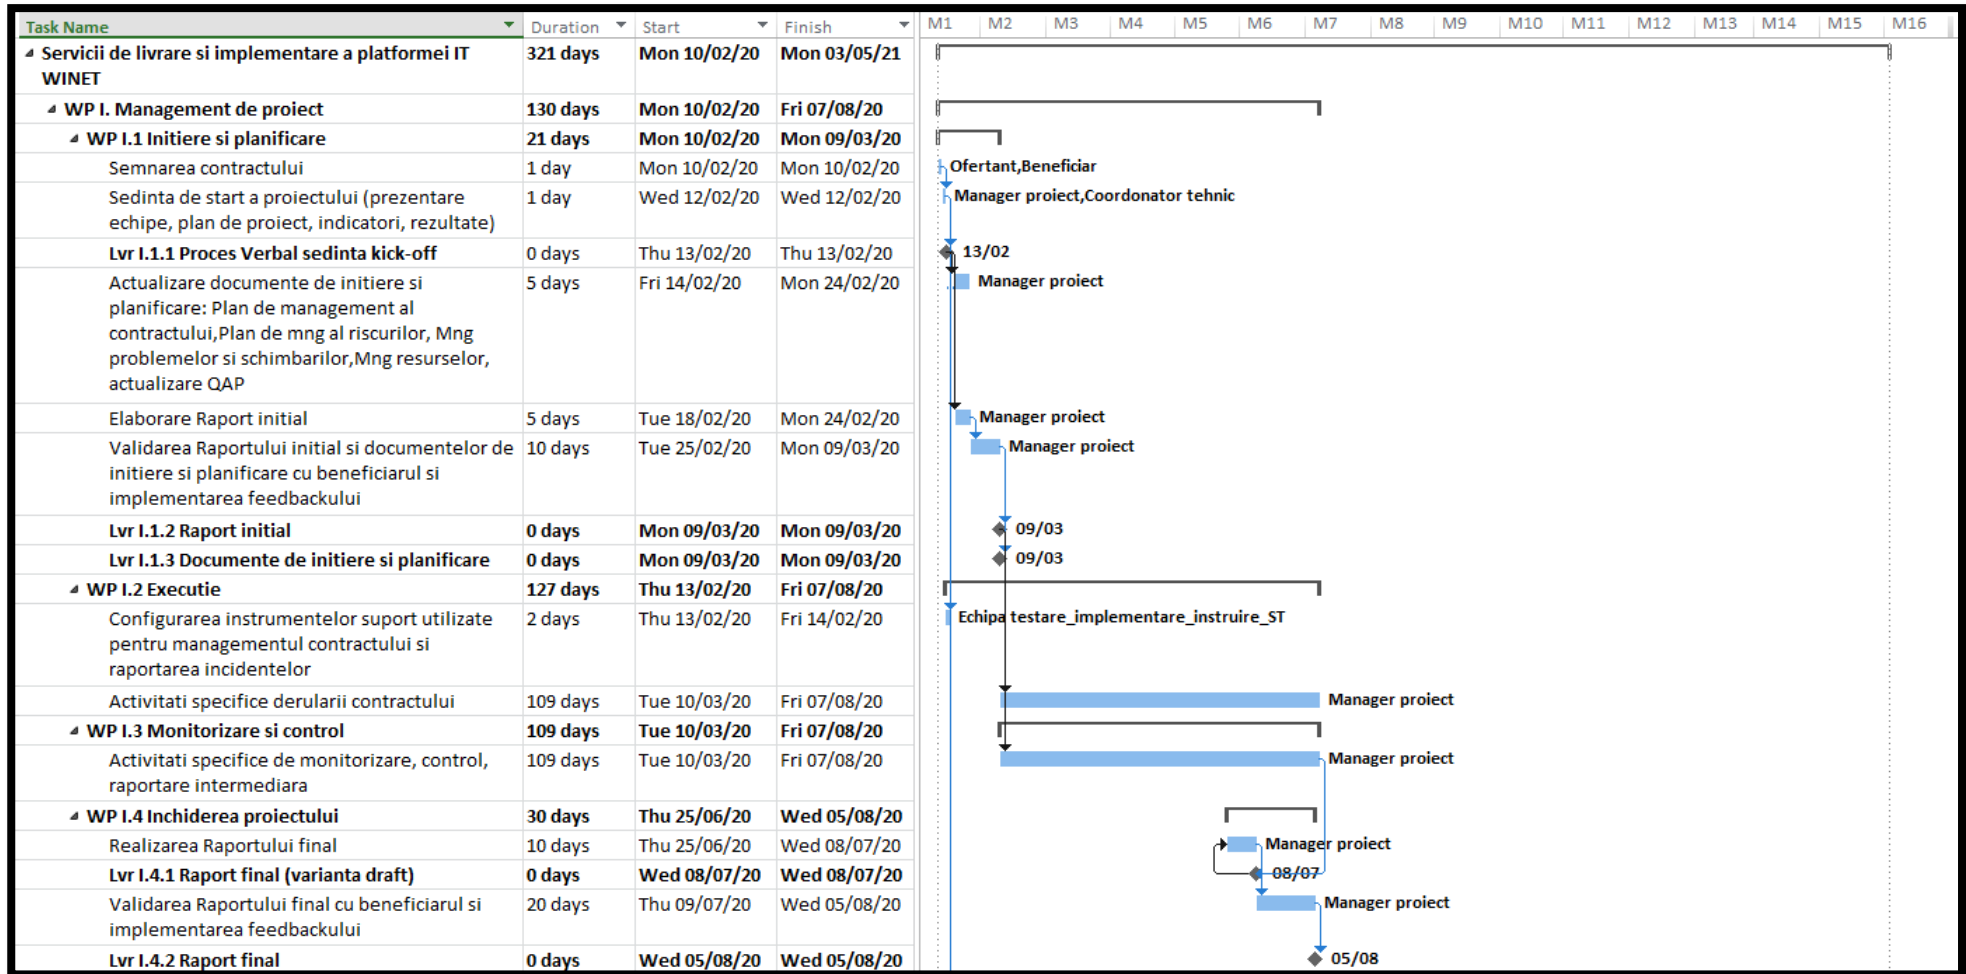 Task Name Duration Start Finish M1 M2 M3 M4 M5 M6 M7 M8 M9 M10 M11 M12 M13 M14 M15 M16
Servicii de livrare si implementare a platformei IT 321 days Mon 10/02/20 Mon 03/05/21
WINET
WP I. Management de proiect 130 days Mon 10/02/20 Fri 07/08/20
WP I.1 Initiere si planificare 21 days Mon 10/02/20 Mon 09/03/20
Semnarea contractului 1 day Mon 10/02/20 Mon 10/02/20 Ofertant,Beneficiar
Sedinta de start a proiectului (prezentare 1 day Wed 12/02/20 Wed 12/02/20 Manager proiect,Coordonator tehnic
echipe, plan de proiect, indicatori, rezultate)
Lvr I.1.1 Proces Verbal sedinta kick-off 0 days Thu 13/02/20 Thu 13/02/20 13/02
Actualizare documente de initiere si 5 days Fri 14/02/20 Mon 24/02/20 Manager proiect
planificare: Plan de management al
contractului,Plan de mng al riscurilor, Mng
problemelor si schimbarilor,Mng resurselor,
actualizare QAP
Elaborare Raport initial 5 days Tue 18/02/20 Mon 24/02/20 Manager proiect
Validarea Raportului initial si documentelor de 10 days Tue 25/02/20 Mon 09/03/20 Manager proiect
initiere si planificare cu beneficiarul si
implementarea feedbackului
Lvr I.1.2 Raport initial 0 days Mon 09/03/20 Mon 09/03/20 09/03
Lvr I.1.3 Documente de initiere si planificare 0 days Mon 09/03/20 Mon 09/03/20 09/03
WP I.2 Executie 127 days Thu 13/02/20 Fri 07/08/20
Configurarea instrumentelor suport utilizate 2 days Thu 13/02/20 Fri 14/02/20 Echipa testare_implementare_instruire_ST
pentru managementul contractului si
raportarea incidentelor
Activitati specifice derularii contractului 109 days Tue 10/03/20 Fri 07/08/20 Manager proiect
WP I.3 Monitorizare si control 109 days Tue 10/03/20 Fri 07/08/20
Activitati specifice de monitorizare, control, 109 days Tue 10/03/20 Fri 07/08/20 Manager proiect
raportare intermediara
WP I.4 Inchiderea proiectului 30 days Thu 25/06/20 Wed 05/08/20
Realizarea Raportului final 10 days Thu 25/06/20 Wed 08/07/20 Manager proiect
Lvr I.4.1 Raport final (varianta draft) 0 days Wed 08/07/20 Wed 08/07/20 08/07
Validarea Raportului final cu beneficiarul si 20 days Thu 09/07/20 Wed 05/08/20 Manager proiect
implementarea feedbackului
Lvr I.4.2 Raport final 0 days Wed 05/08/20 Wed 05/08/20 05/08